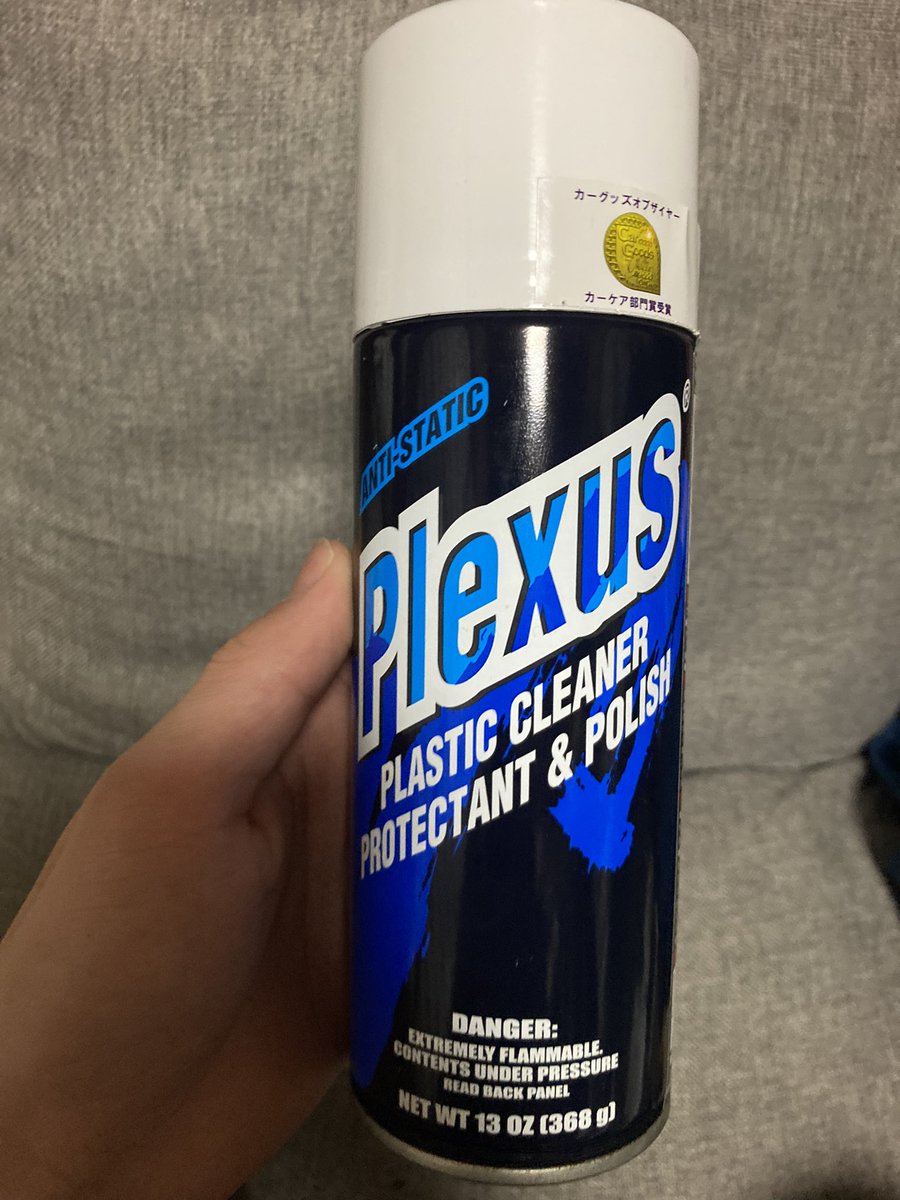 カーグッズオブザイヤー
Car
Goods
カーケア部門賞受賞
ANTI-STATIC
Plexus®
PLASTIC CLEANER
PROTECTANT & POLISH
DANGER:
EXTREMELY FLAMMABLE.
CONTENTS UNDER PRESSURE
READ BACK PANEL
NET WT 13 OZ (368 g)